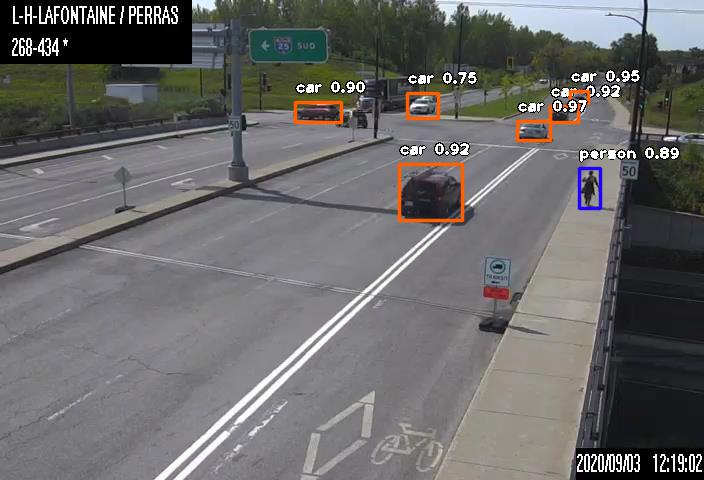 L-H-LAFONTAINE / PERRAS
268-434 *
25 SUD
car 0.90
car 0.75
car 0.95
car 0.92
car 0.97
car 0.92
person 0.89
50
50
2020/09/03 12:19:02